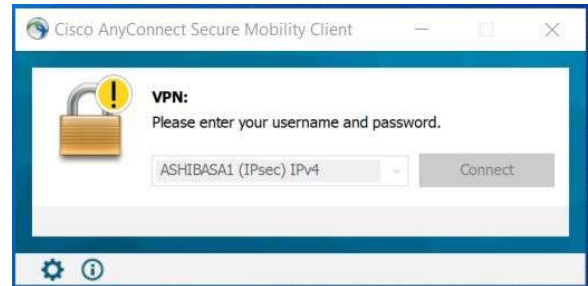 Cisco AnyConnect Secure Mobility Client
VPN:
Please enter your username and password.
ASHIBASA1 (IPsec) IPv4
Connect